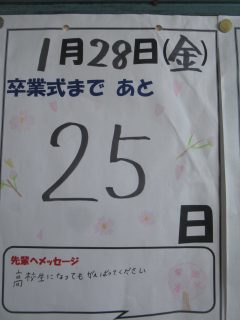 1月28日(金)
卒業式まで あと
25
日
先輩へメッセージ
高校生になってもがんばってください